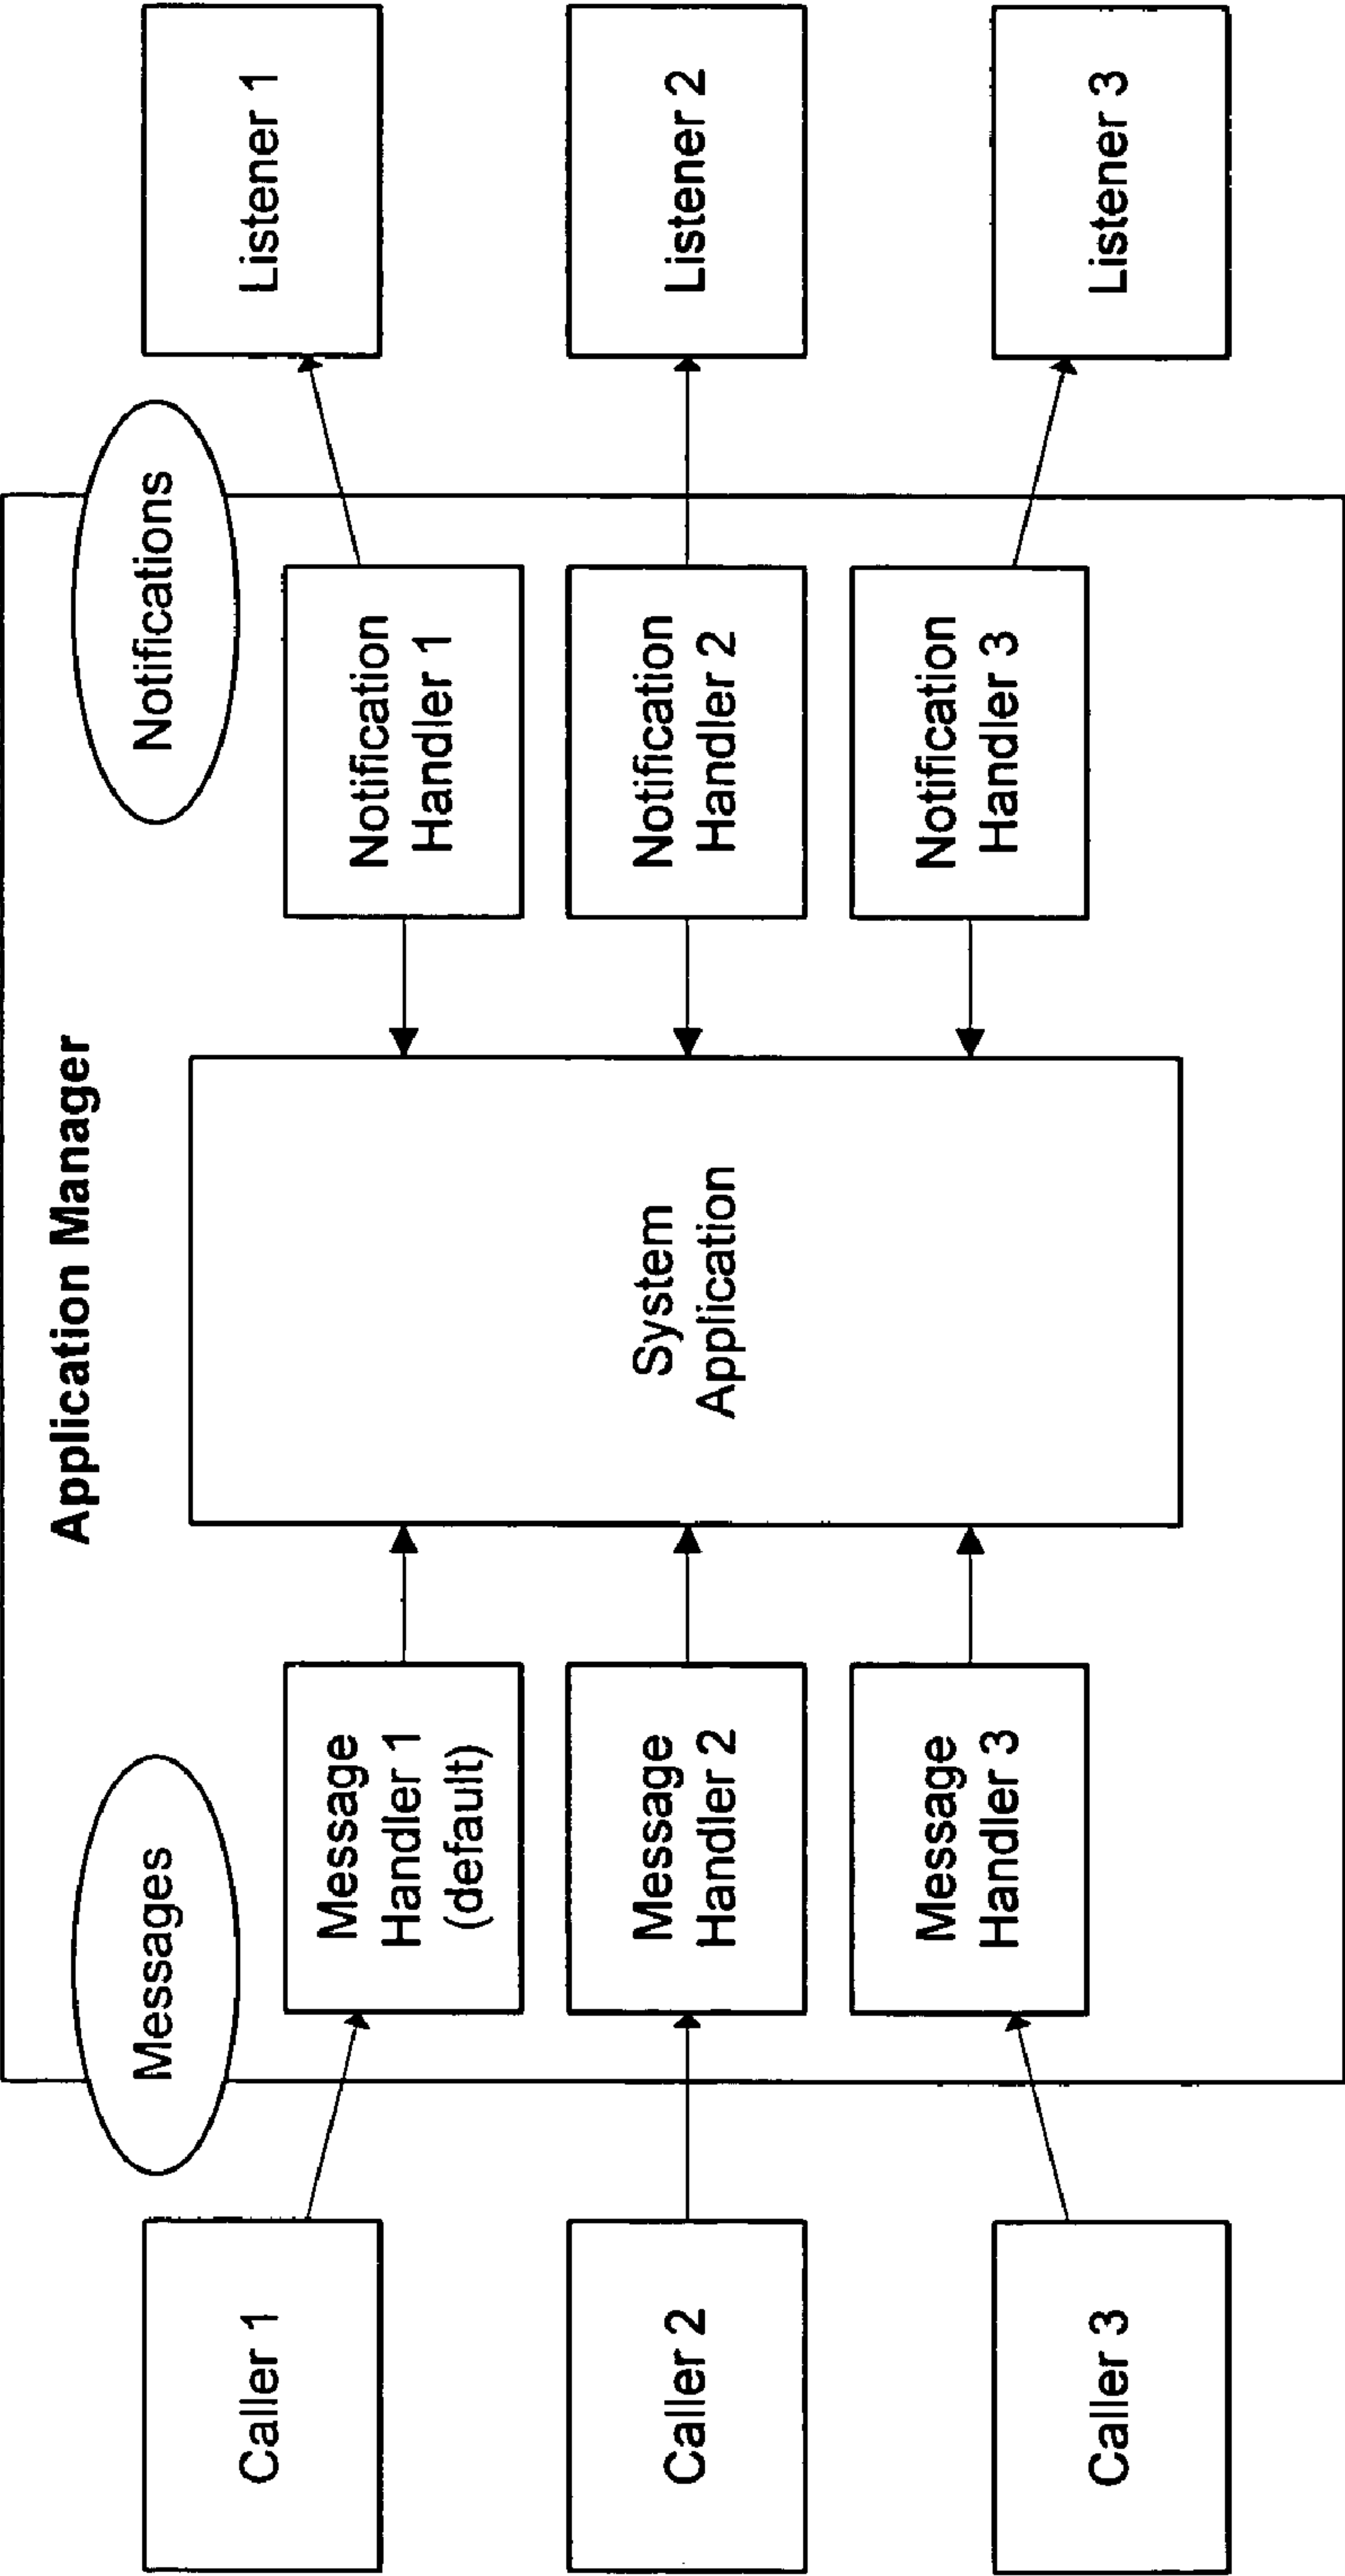 Application Manager
Messages
Notifications
Caller 1
Message
Handler 1
(default)
Notification
Handler 1
Listener 1
Caller 2
Message
Handler 2
System
Application
Notification
Handler 2
Listener 2
Caller 3
Message
Handler 3
Notification
Handler 3
Listener 3